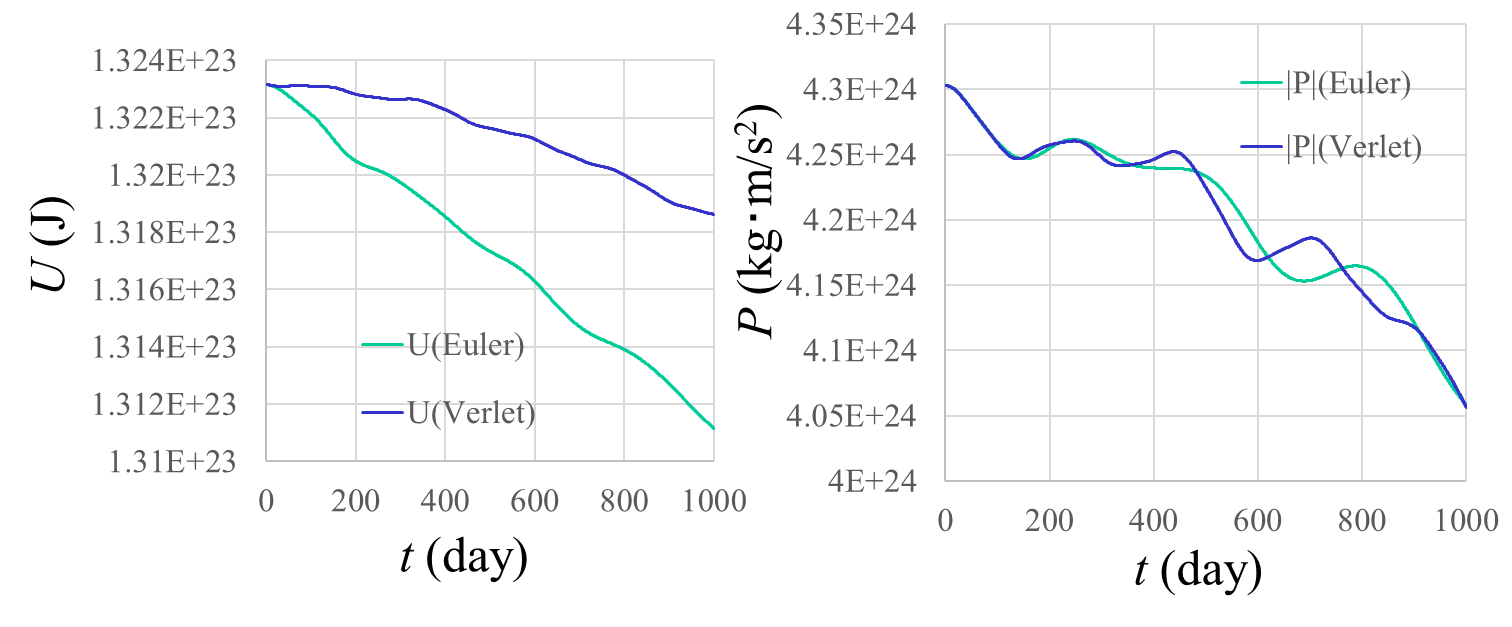 U (J)
1.324E+23
1.322E+23
1.32E+23
1.318E+23
1.316E+23
1.314E+23
1.312E+23
1.31E+23
U(Euler)
U(Verlet)
0 200 400 600 800 1000
t (day)
P (kg·m/s²)
4.35E+24
4.3E+24
4.25E+24
4.2E+24
4.15E+24
4.1E+24
4.05E+24
4E+24
|P|(Euler)
|P|(Verlet)
0 200 400 600 800 1000
t (day)